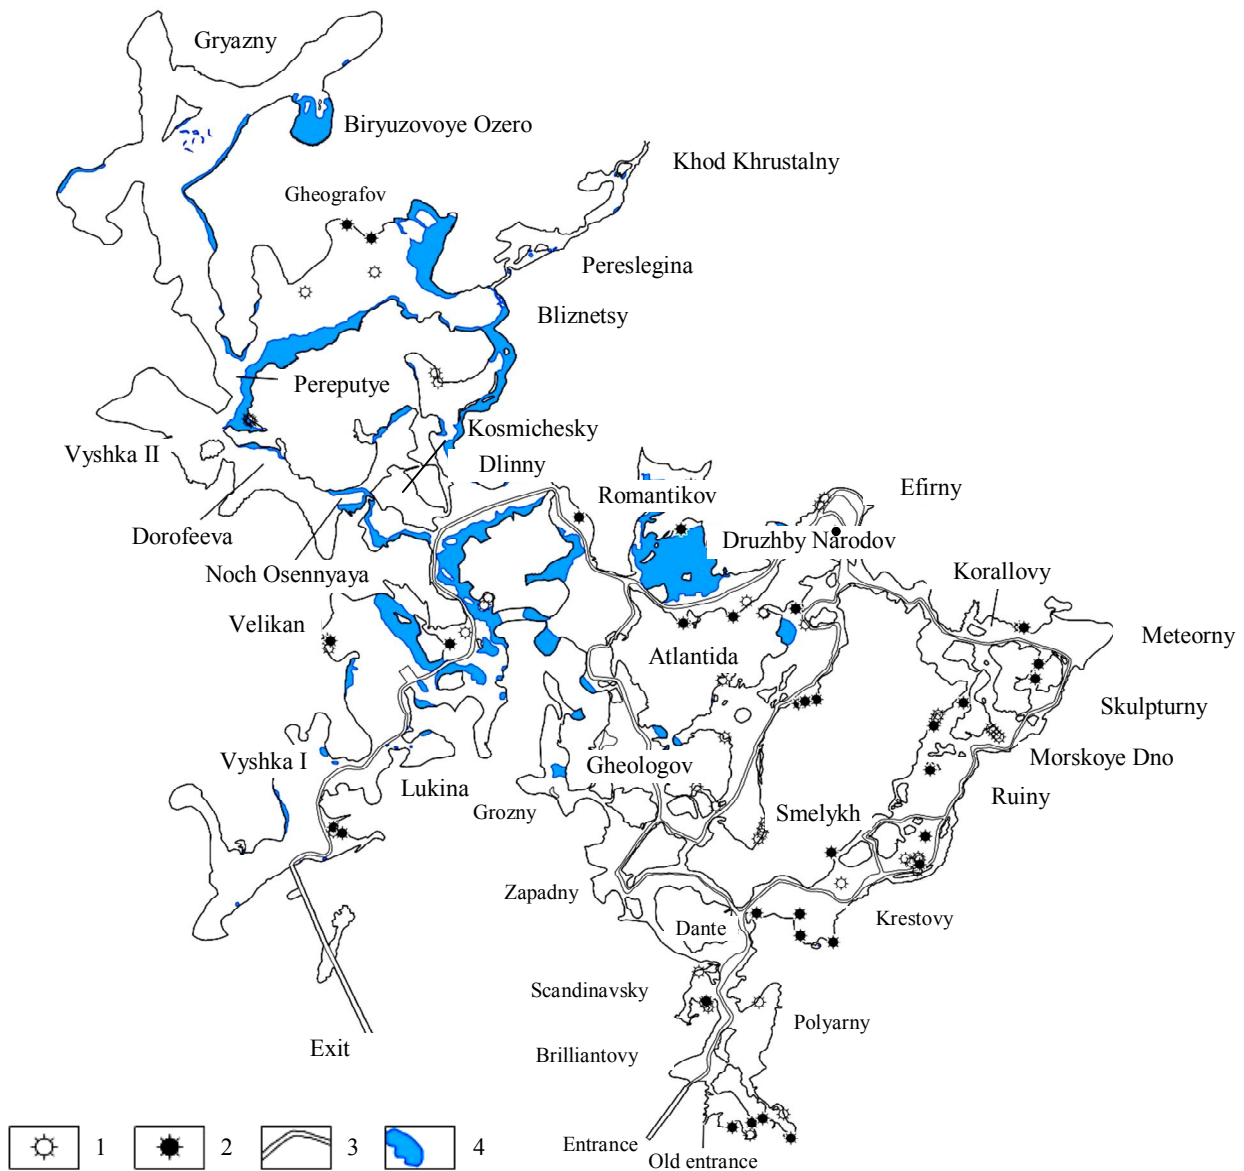 Gryazny
Biryuzovoye Ozero
Khod Khrustalny
Gheografov
Pereslegina
Bliznetsy
Pereputye
Kosmichesky
Vyshka II
Dlinny
Romantikov
Efirny
Dorofeeva
Druzhby Narodov
Noch Osennyaya
Korallovy
Velikan
Meteorny
Atlantida
Skulpturny
Vyshka I
Morskoye Dno
Gheologov
Lukina
Ruiny
Grozny
Smelykh
Zapadny
Krestovy
Dante
Scandinavsky
Polyarny
Exit
Brilliantovy
Entrance
Old entrance
1 2 3 4